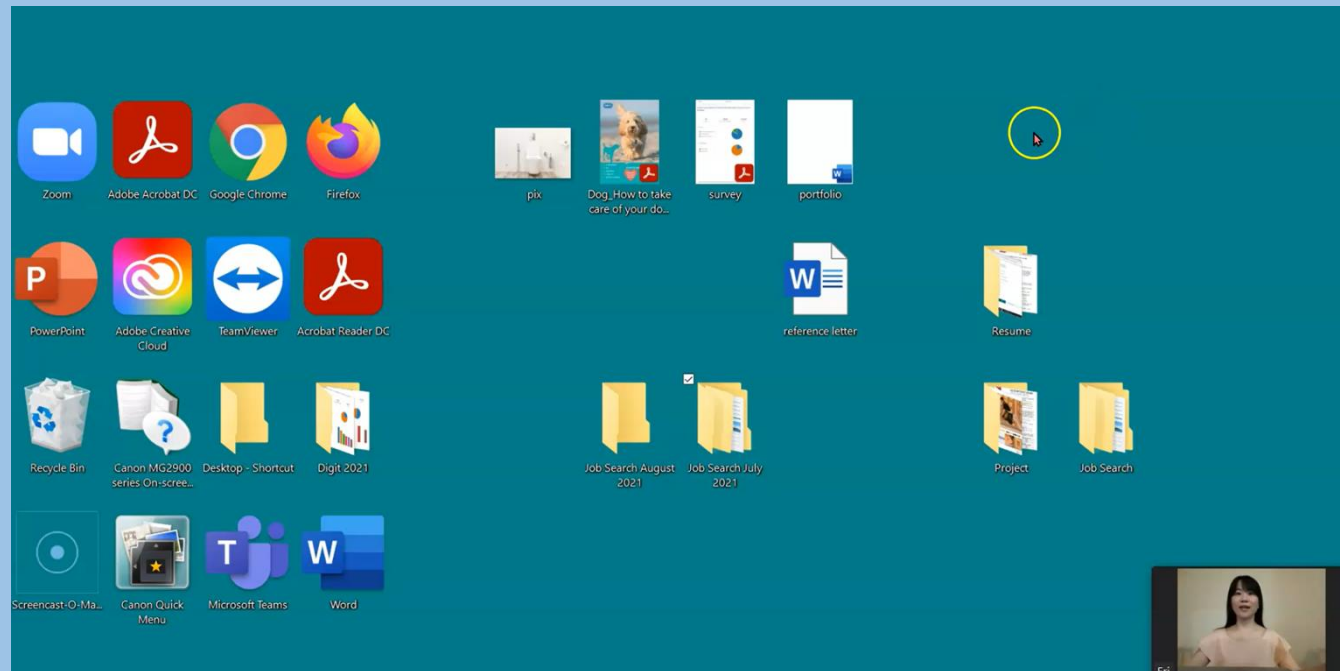 Zoom
Adobe Acrobat DC
Google Chrome
Firefox
pix
Dog_How to take
care of your do...
survey
portfolio
PowerPoint
Adobe Creative
Cloud
TeamViewer
Acrobat Reader DC
reference letter
Resume
Recycle Bin
Canon MG2900
series On-scree...
Desktop - Shortcut
Digit 2021
Job Search August
2021
Job Search July
2021
Project
Job Search
Screencast-O-Ma...
Canon Quick
Menu
Microsoft Teams
Word
P
W
T
W